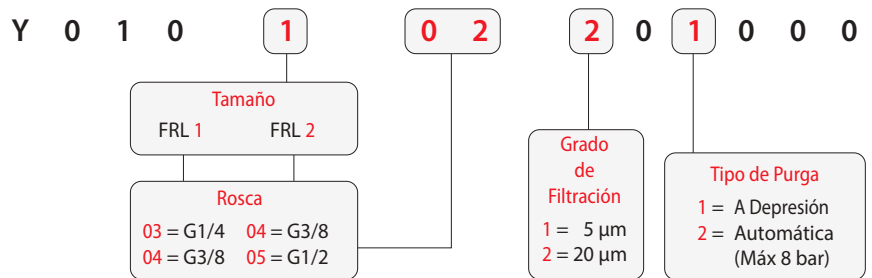 Y 0 1 0 1 0 2 2 0 1 0 0 0
Tamaño
FRL 1 FRL 2
Rosca
03 = G1/4 04 = G3/8
04 = G3/8 05 = G1/2
Grado
de
Filtración
1 = 5 µm
2 = 20 µm
Tipo de Purga
1 = A Depresión
2 = Automática
(Máx 8 bar)